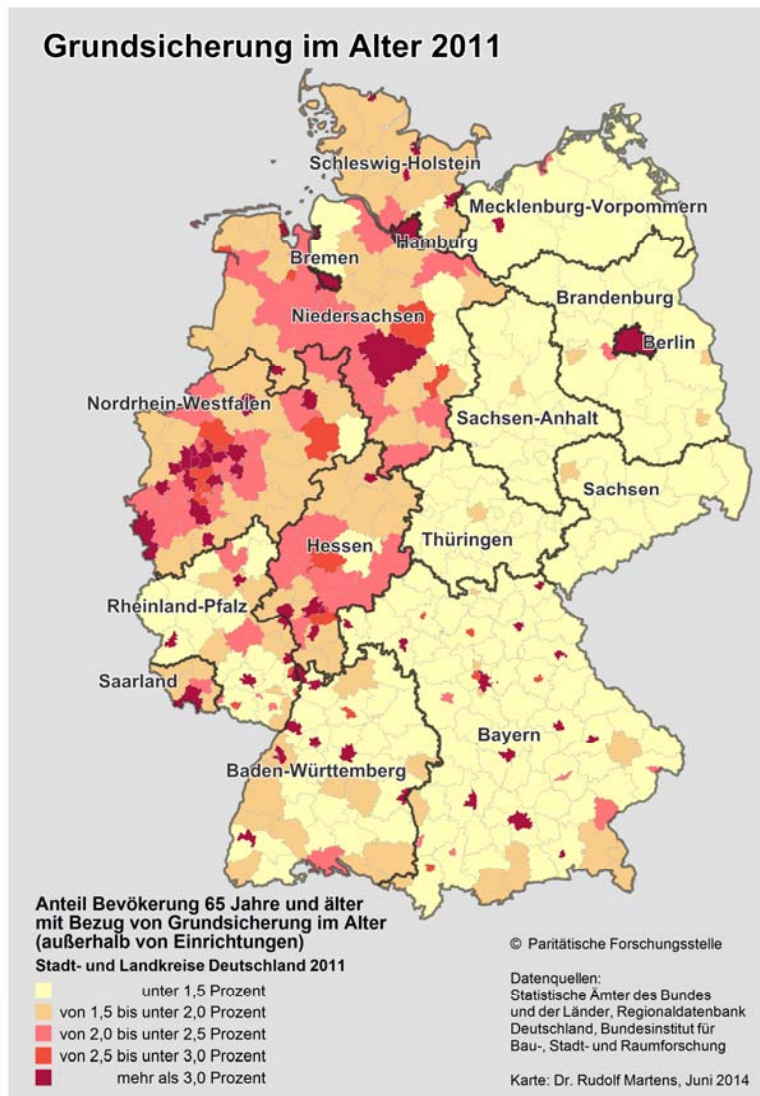 Grundsicherung im Alter 2011
Schleswig-Holstein
Mecklenburg-Vorpommern
Hamburg
Bremen
Brandenburg
Niedersachsen
Berlin
Nordrhein-Westfalen
Sachsen-Anhalt
Sachsen
Hessen
Thüringen
Rheinland-Pfalz
Saarland
Bayern
Baden-Württemberg
Anteil Bevökerung 65 Jahre und älter
mit Bezug von Grundsicherung im Alter
(außerhalb von Einrichtungen)
Stadt- und Landkreise Deutschland 2011
unter 1,5 Prozent
von 1,5 bis unter 2,0 Prozent
von 2,0 bis unter 2,5 Prozent
von 2,5 bis unter 3,0 Prozent
mehr als 3,0 Prozent
© Paritätische Forschungsstelle
Datenquellen:
Statistische Ämter des Bundes
und der Länder, Regionaldatenbank
Deutschland, Bundesinstitut für
Bau-, Stadt- und Raumforschung
Karte: Dr. Rudolf Martens, Juni 2014